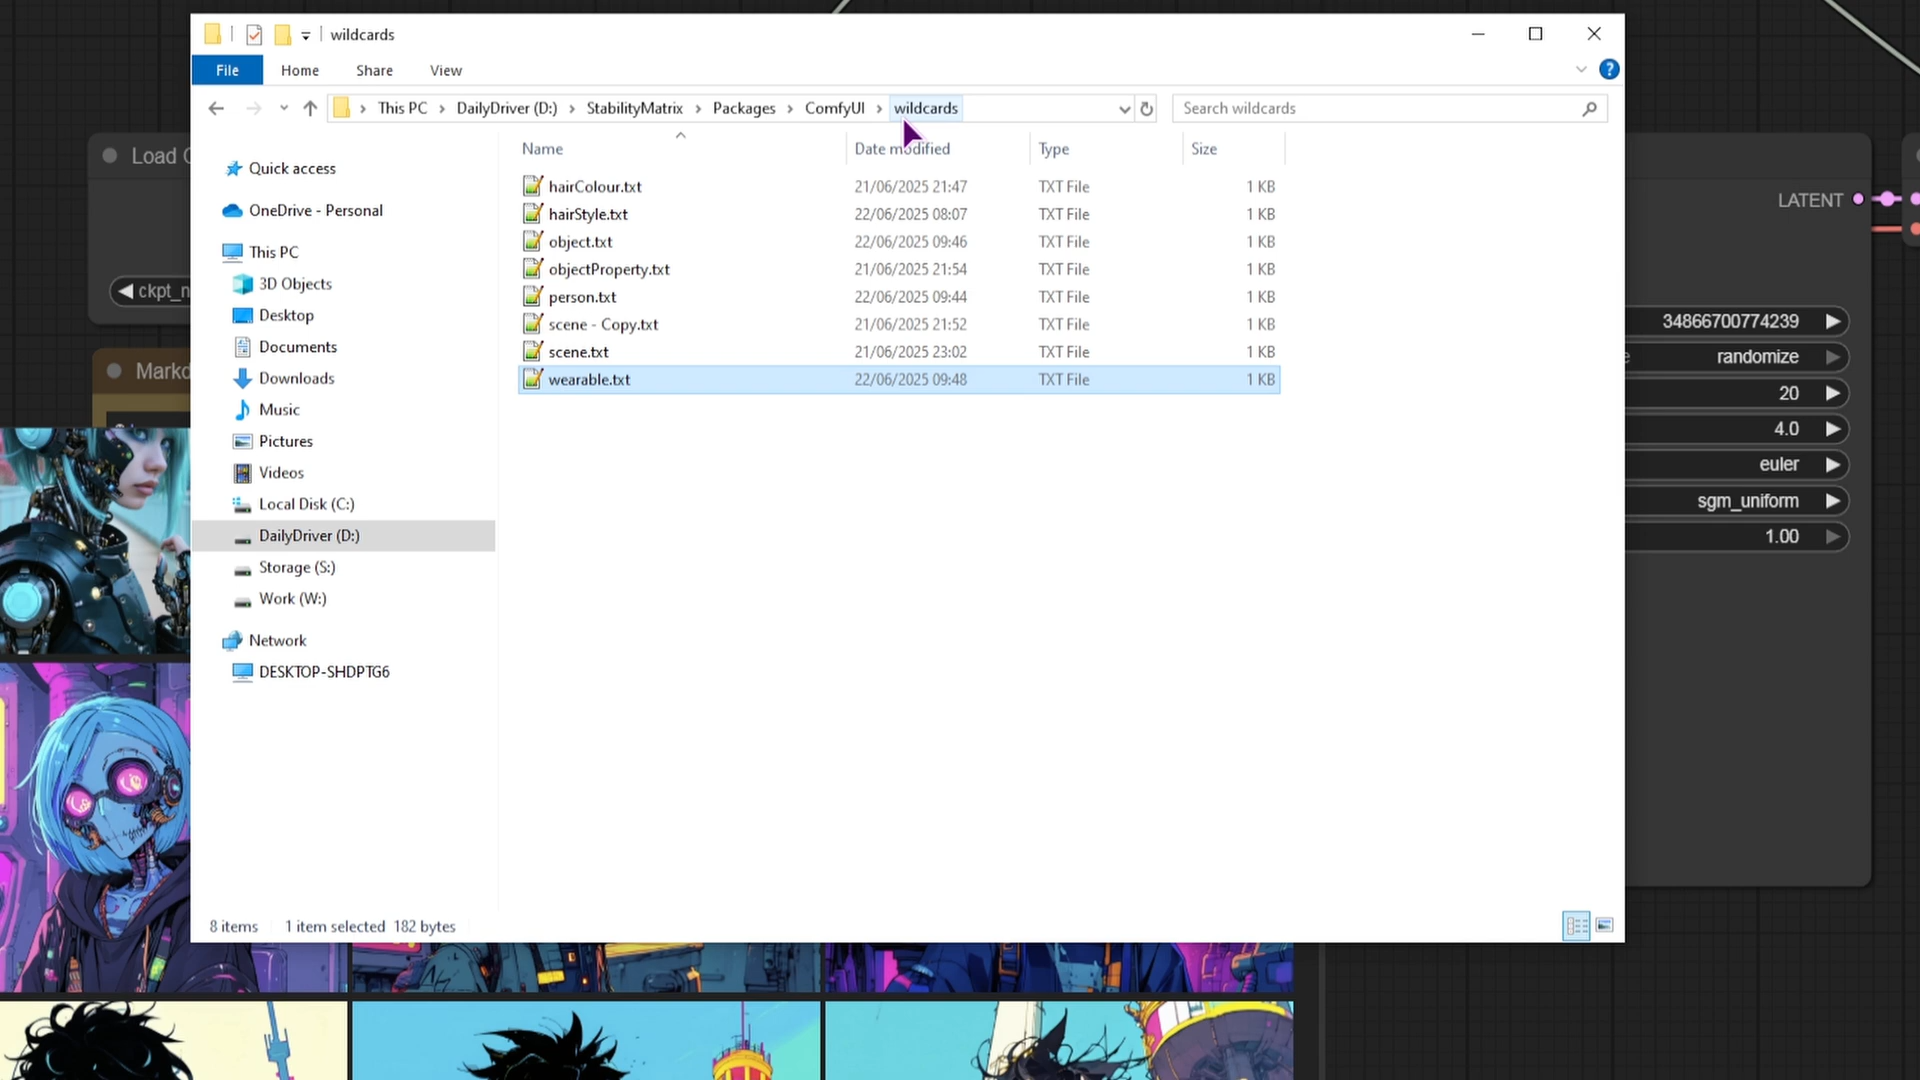 wildcards
File Home Share View
This PC DailyDriver (D:) StabilityMatrix Packages ComfyUI wildcards Search wildcards
Name Date modified Type Size
Quick access
OneDrive - Personal
This PC
3D Objects
Desktop
Documents
Downloads
Music
Pictures
Videos
Local Disk (C:)
DailyDriver (D:)
Storage (S:)
Work (W:)
Network
DESKTOP-SHDPTG6
hairColour.txt 21/06/2025 21:47 TXT File 1 KB
hairStyle.txt 22/06/2025 08:07 TXT File 1 KB
object.txt 22/06/2025 09:46 TXT File 1 KB
objectProperty.txt 21/06/2025 21:54 TXT File 1 KB
person.txt 22/06/2025 09:44 TXT File 1 KB
scene - Copy.txt 21/06/2025 21:52 TXT File 1 KB
scene.txt 21/06/2025 23:02 TXT File 1 KB
wearable.txt 22/06/2025 09:48 TXT File 1 KB
8 items 1 item selected 182 bytes
Load C
ckpt_n
Markd
LATENT
34866700774239
e randomize
20
4.0
euler
sgm_uniform
1.00